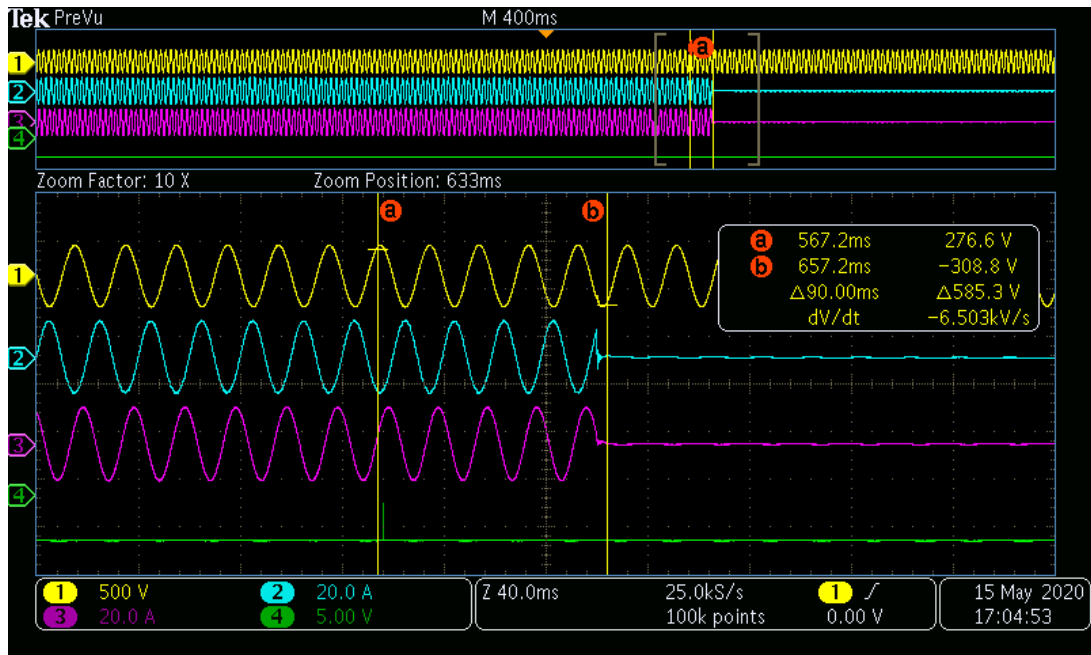 Tek PreVu M 400ms
a
1
2
3
4
Zoom Factor: 10 X Zoom Position: 633ms
a b
a 567.2ms 276.6 V
b 657.2ms −308.8 V
Δ90.00ms Δ585.3 V
dV/dt −6.503kV/s
1
2
3
4
1 500 V 2 20.0 A Z 40.0ms 25.0kS/s 1 15 May 2020
3 20.0 A 4 5.00 V 100k points 0.00 V 17:04:53